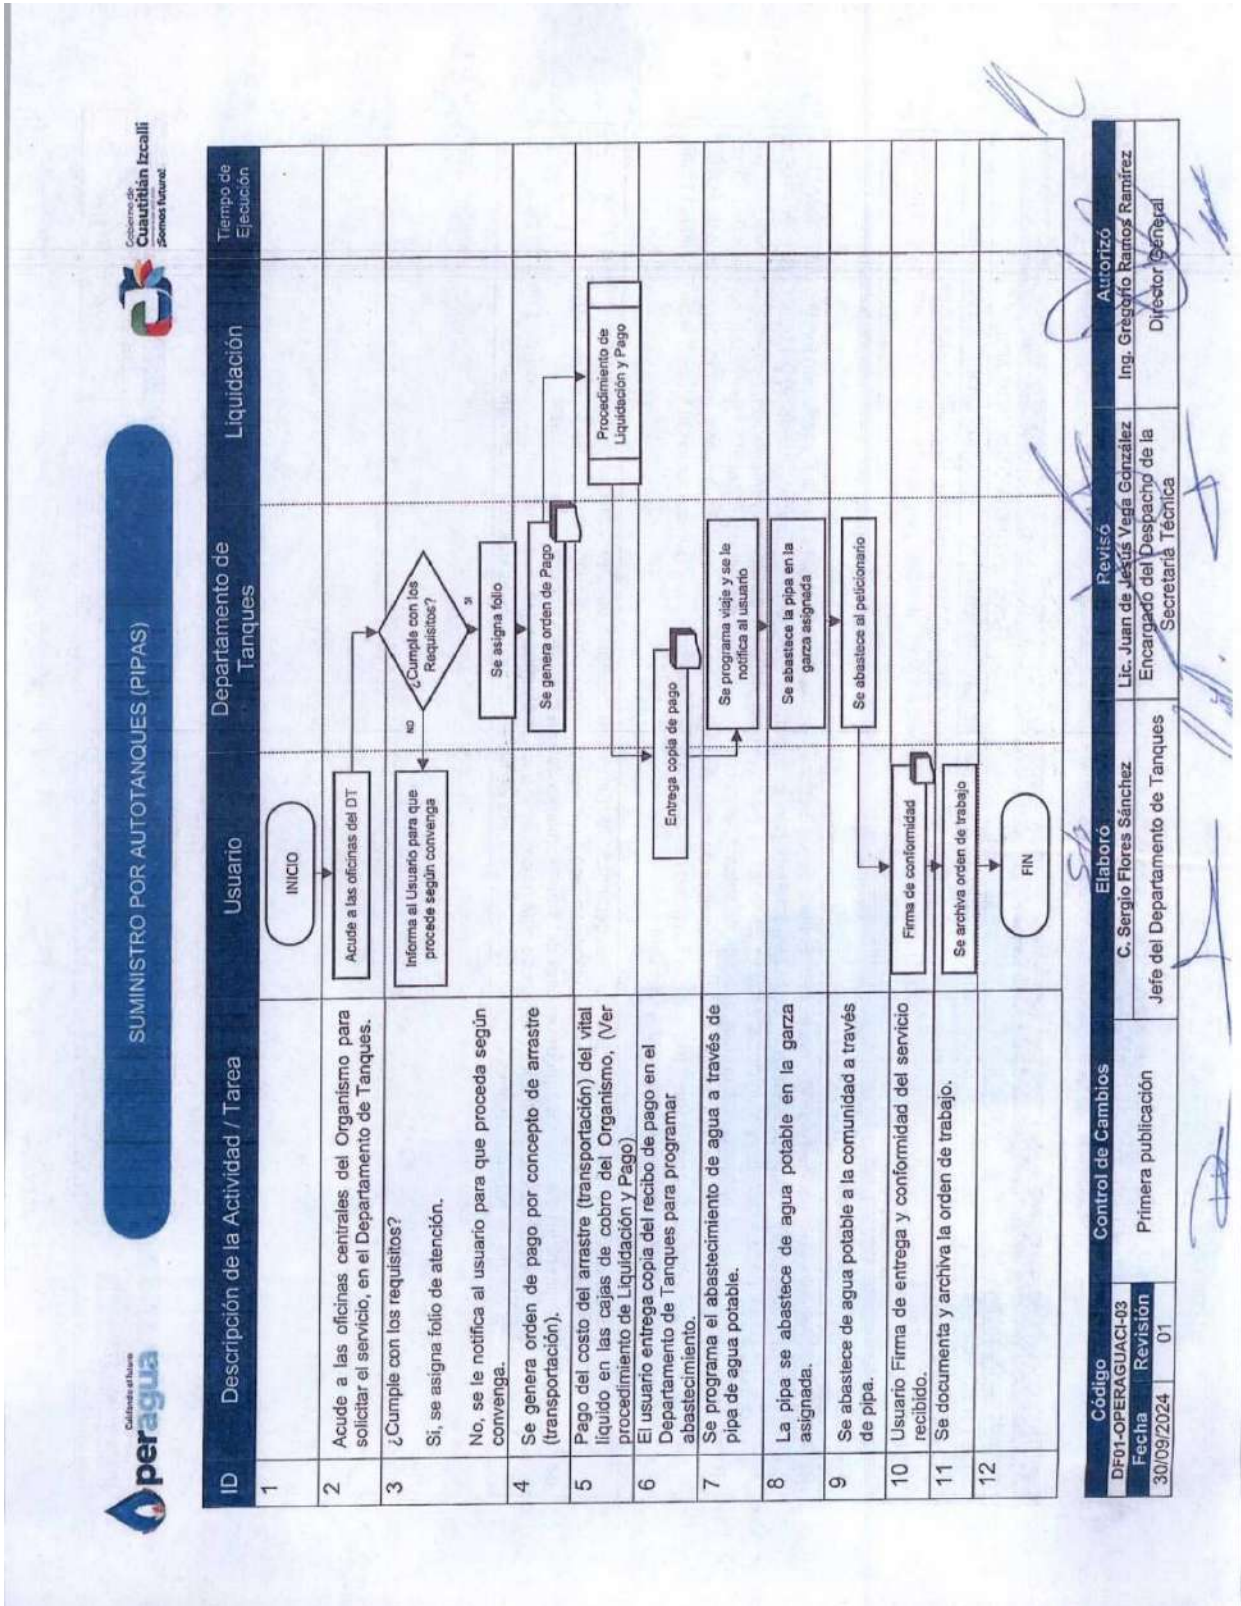 Cuidando el futuro
Operagua
SUMINISTRO POR AUTOTANQUES (PIPAS)
Gobierno de
Cuautitlán Izcalli
¡Somos futuro!
ID
Descripción de la Actividad / Tarea
Usuario
Departamento de
Tanques
Liquidación
Tiempo de
Ejecución
1
INICIO
2
Acude a las oficinas centrales del Organismo para
solicitar el servicio, en el Departamento de Tanques.
Acude a las oficinas del DT
3
¿Cumple con los requisitos?
Si, se asigna folio de atención.
No, se le notifica al usuario para que proceda según
convenga.
Informa al Usuario para que
procede según convenga
NO
¿Cumple con los
Requisitos?
SI
Se asigna folio
4
Se genera orden de pago por concepto de arrastre
(transportación).
Se genera orden de Pago
5
Pago del costo del arrastre (transportación) del vital
líquido en las cajas de cobro del Organismo, (Ver
procedimiento de Liquidación y Pago)
Procedimiento de
Liquidación y Pago
6
El usuario entrega copia del recibo de pago en el
Departamento de Tanques para programar
abastecimiento.
Entrega copia de pago
7
Se programa el abastecimiento de agua a través de
pipa de agua potable.
Se programa viaje y se le
notifica al usuario
8
La pipa se abastece de agua potable en la garza
asignada.
Se abastece la pipa en la
garza asignada
9
Se abastece de agua potable a la comunidad a través
de pipa.
Se abastece al peticionario
10
Usuario Firma de entrega y conformidad del servicio
recibido.
Firma de conformidad
11
Se documenta y archiva la orden de trabajo.
Se archiva orden de trabajo
12
FIN
Código
Control de Cambios
Elaboró
Revisó
Autorizó
DF01-OPERAGUACI-03
Fecha
Revisión
30/09/2024
01
Primera publicación
C. Sergio Flores Sánchez
Jefe del Departamento de Tanques
Lic. Juan de Jesús Vega González
Encargado del Despacho de la
Secretaría Técnica
Ing. Gregorio Ramos Ramírez
Director General